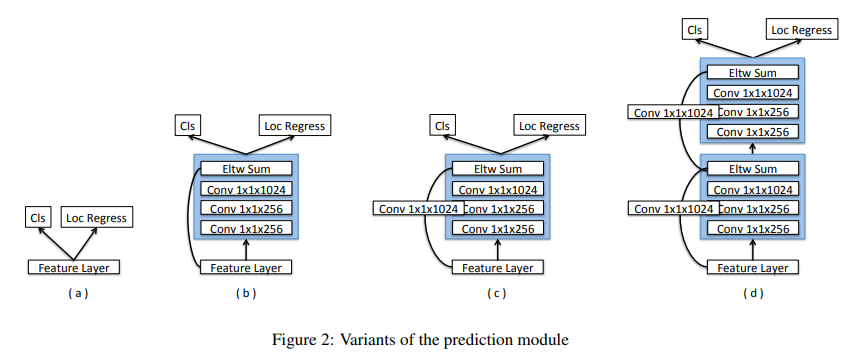 Cls
Loc Regress
Feature Layer
( a )
Cls
Loc Regress
Eltw Sum
Conv 1x1x1024
Conv 1x1x256
Conv 1x1x256
Feature Layer
( b )
Cls
Loc Regress
Eltw Sum
Conv 1x1x1024
Conv 1x1x1024
Conv 1x1x256
Conv 1x1x256
Feature Layer
( c )
Cls
Loc Regress
Eltw Sum
Conv 1x1x1024
Conv 1x1x1024
Conv 1x1x256
Conv 1x1x256
Eltw Sum
Conv 1x1x1024
Conv 1x1x1024
Conv 1x1x256
Conv 1x1x256
Feature Layer
( d )
Figure 2: Variants of the prediction module